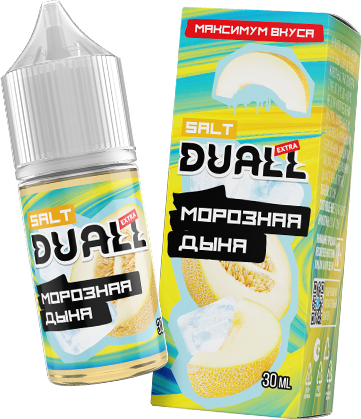 SALT
DUALL
EXTRA
МОРОЗНАЯ
ДЫНЯ
МАКСИМУМ ВКУСА
SALT
DUALL
EXTRA
МОРОЗНАЯ
ДЫНЯ
30 ML